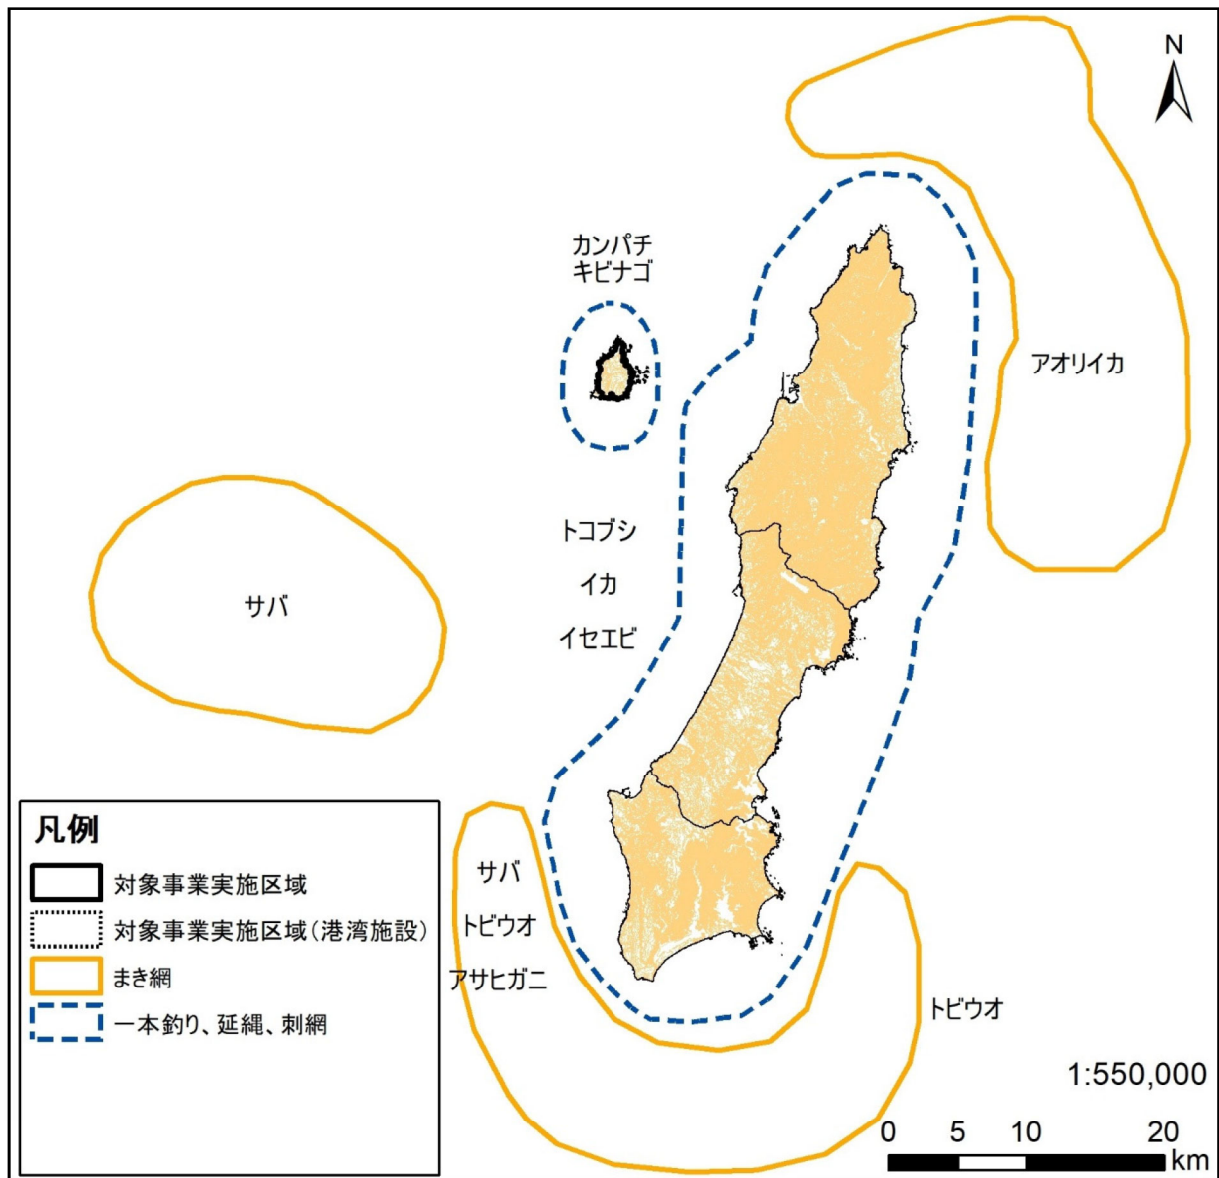 N
カンパチ
キビナゴ
アオリイカ
トコブシ
イカ
イセエビ
サバ
サバ
トビウオ
アサヒガニ
トビウオ
凡例
対象事業実施区域
対象事業実施区域(港湾施設)
まき網
一本釣り、延縄、刺網
1:550,000
0 5 10 20
km